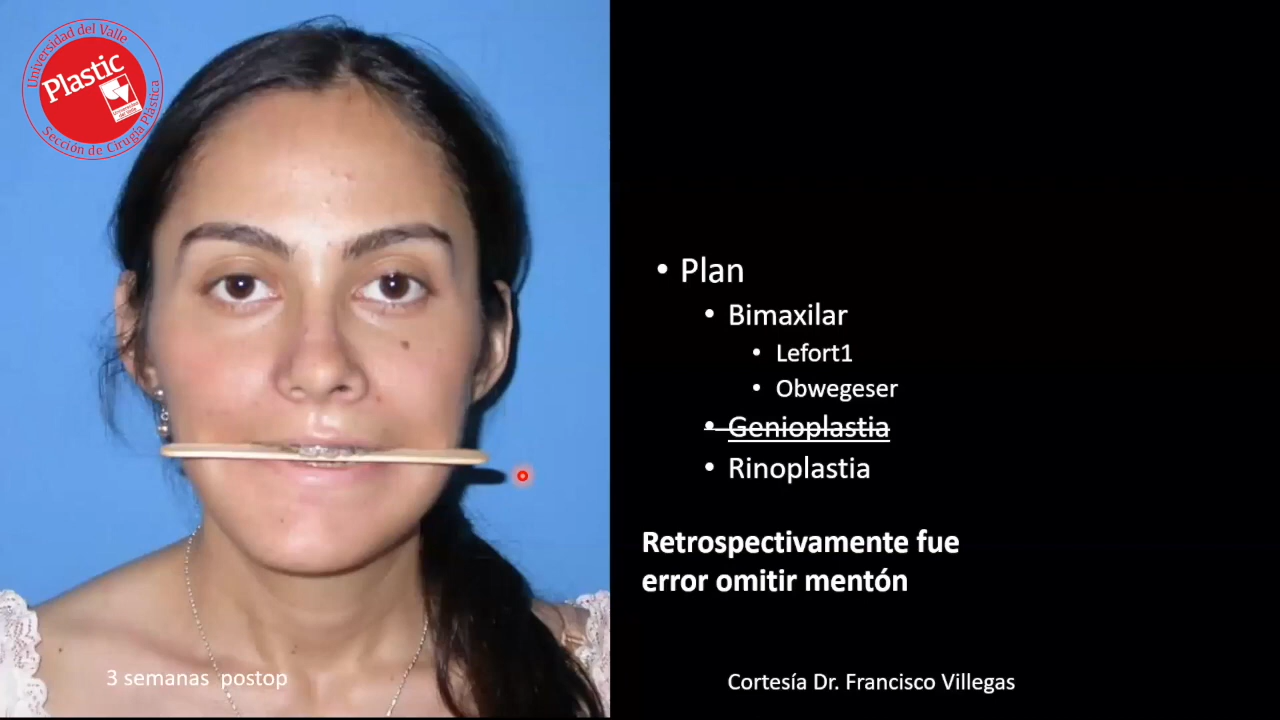 Universidad del Valle
Plastic
Sección de Cirugía Plástica
Plan
Bimaxilar
Lefort1
Obwegeser
Genioplastia
Rinoplastia
Retrospectivamente fue
error omitir mentón
3 semanas postop
Cortesía Dr. Francisco Villegas